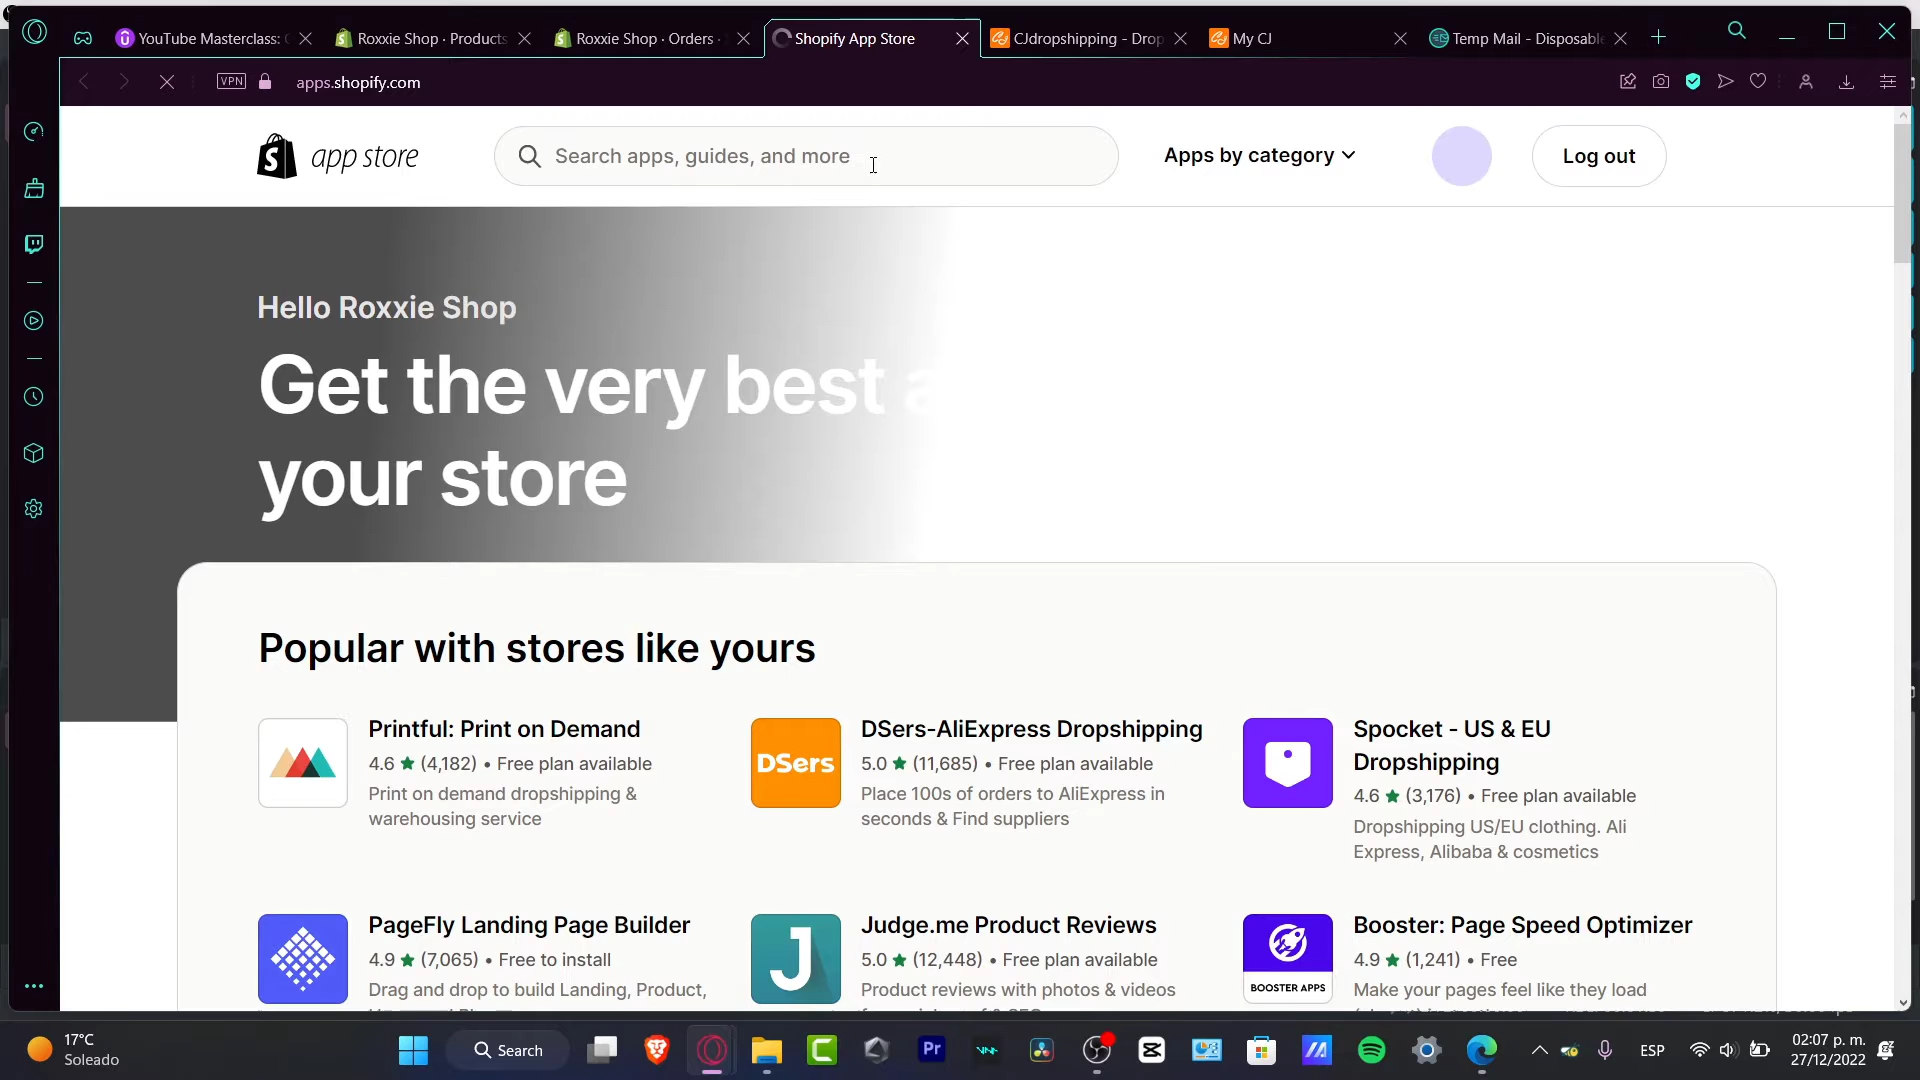 YouTube Masterclass:
Roxxie Shop · Products
Roxxie Shop · Orders ·
Shopify App Store
CJdropshipping - Drop
My CJ
Temp Mail - Disposabl
VPN
apps.shopify.com
app store
Search apps, guides, and more
Apps by category
Log out
Hello Roxxie Shop
Get the very best a
your store
Popular with stores like yours
Printful: Print on Demand
4.6 ★ (4,182) • Free plan available
Print on demand dropshipping &
warehousing service
DSers
DSers-AliExpress Dropshipping
5.0 ★ (11,685) • Free plan available
Place 100s of orders to AliExpress in
seconds & Find suppliers
Spocket - US & EU
Dropshipping
4.6 ★ (3,176) • Free plan available
Dropshipping US/EU clothing. Ali
Express, Alibaba & cosmetics
PageFly Landing Page Builder
4.9 ★ (7,065) • Free to install
Drag and drop to build Landing, Product,
J
Judge.me Product Reviews
5.0 ★ (12,448) • Free plan available
Product reviews with photos & videos
BOOSTER APPS
Booster: Page Speed Optimizer
4.9 ★ (1,241) • Free
Make your pages feel like they load
17°C
Soleado
Search
Pr
ESP
02:07 p. m.
27/12/2022